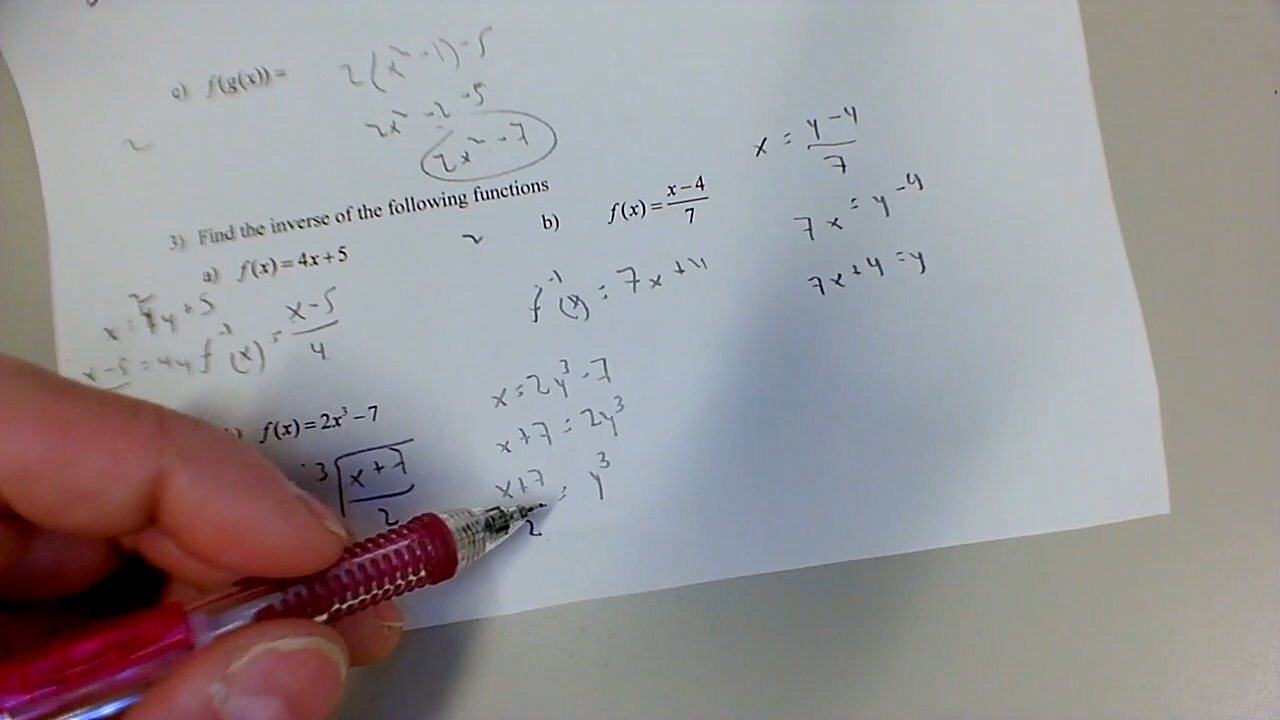 c) f(g(x)) = 2(x² - 1) - 5
2x² - 2 - 5
2x² - 7
3) Find the inverse of the following functions
a) f(x) = 4x + 5
x = 4y + 5
x - 5 = 4y
f⁻¹(x) = x - 5 / 4
b) f(x) = x - 4 / 7
f⁻¹(x) = 7x + 4
x = y - 4 / 7
7x = y - 4
7x + 4 = y
f(x) = 2x³ - 7
∛(x + 7 / 2)
x = 2y³ - 7
x + 7 = 2y³
x + 7 / 2 = y³